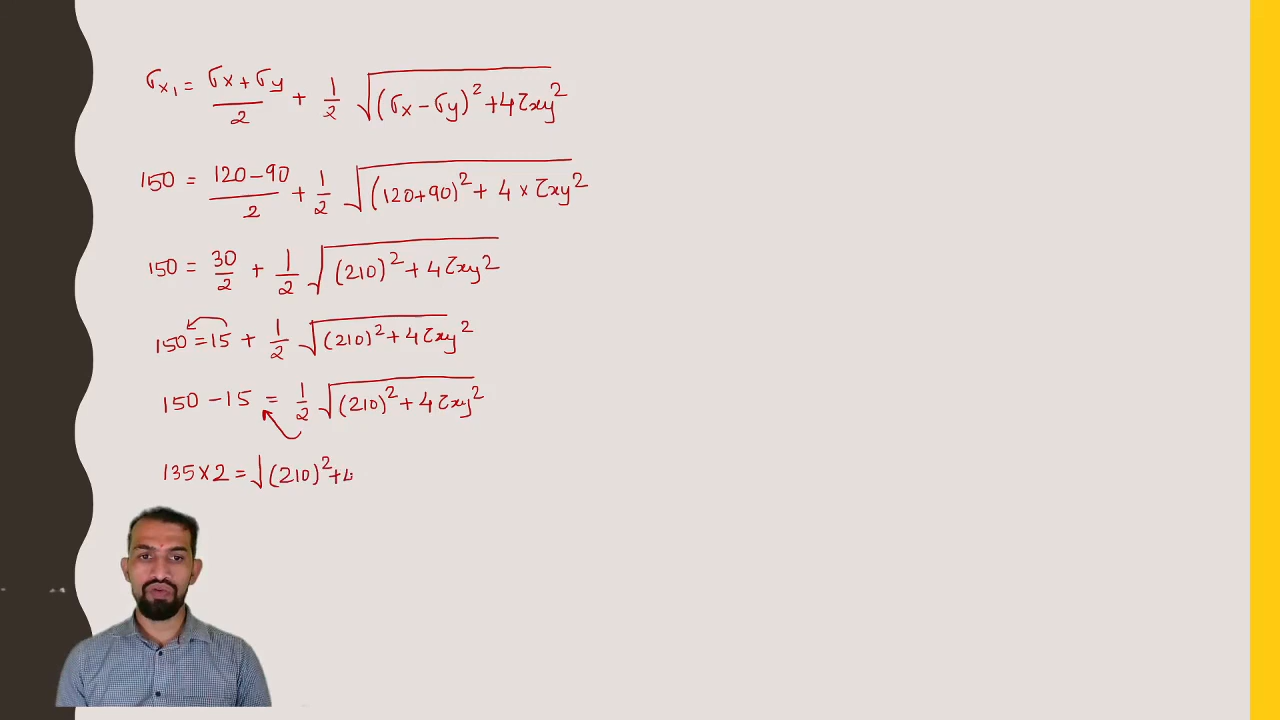 σx₁ = σx + σy / 2 + 1/2 √(σx − σy)² + 4τxy²
150 = 120 − 90 / 2 + 1/2 √(120+90)² + 4 × τxy²
150 = 30/2 + 1/2 √(210)² + 4τxy²
150 = 15 + 1/2 √(210)² + 4τxy²
150 − 15 = 1/2 √(210)² + 4τxy²
135 × 2 = √(210)² + 4